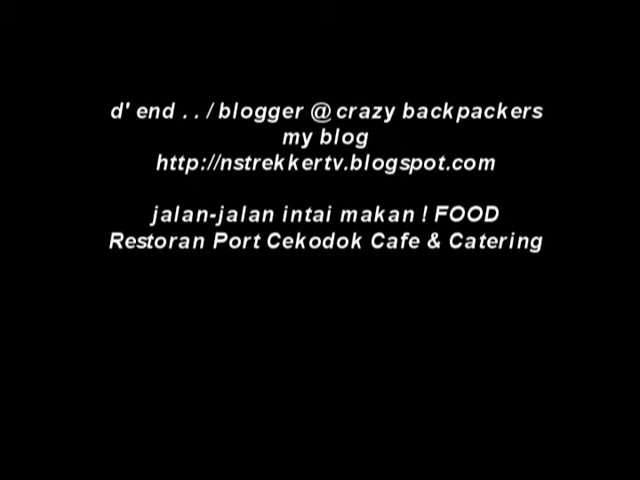 d' end . . / blogger @ crazy backpackers
my blog
http://nstrekkertv.blogspot.com
jalan-jalan intai makan ! FOOD
Restoran Port Cekodok Cafe & Catering